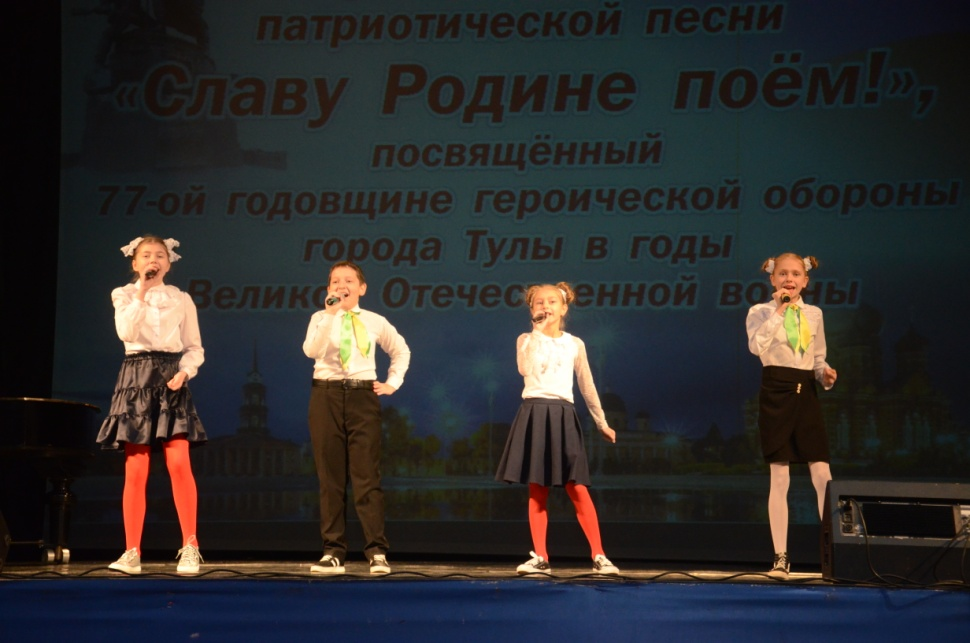 патриотической песни
«Славу Родине поём!»,
посвящённый
77-ой годовщине героической обороны
города Тулы в годы
Великой Отечественной войны